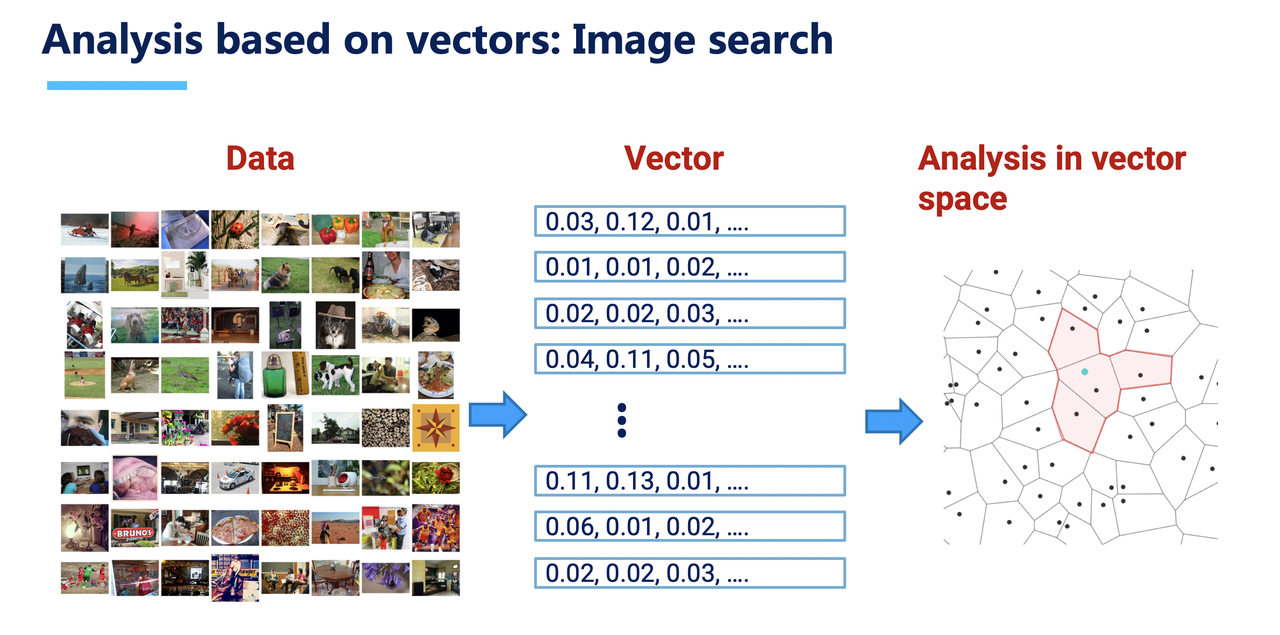 Analysis based on vectors: Image search
Data
Vector
Analysis in vector
space
0.03, 0.12, 0.01, ....
0.01, 0.01, 0.02, ....
0.02, 0.02, 0.03, ....
0.04, 0.11, 0.05, ....
0.11, 0.13, 0.01, ....
0.06, 0.01, 0.02, ....
0.02, 0.02, 0.03, ....
BRUNO'S